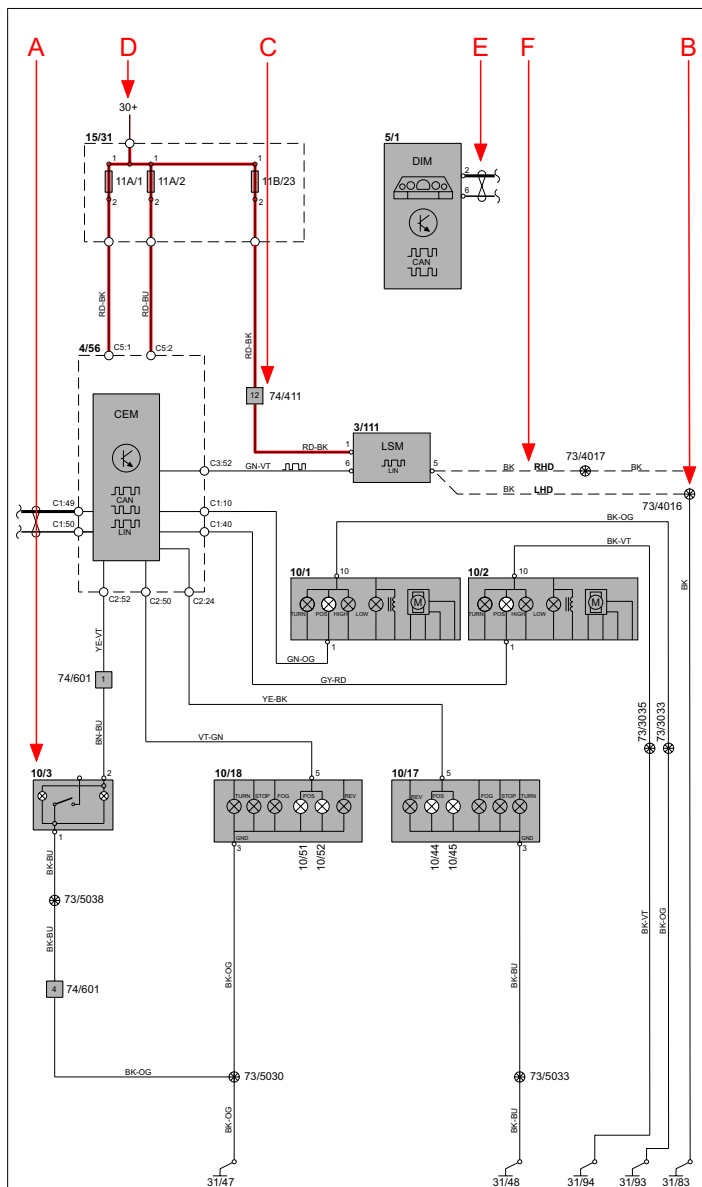 A D C E F B
30+
15/31
5/1
1 1 1
11A/1 11A/2 11B/23
2 2 2
DIM
2
6
CAN
RD-BK RD-BU RD-BK
4/56 C5:1 C5:2
12 74/411
CEM
3/111
RD-BK 1 LSM
C3:52 GN-VT 6 LIN 5
BK RHD 73/4017 BK
BK LHD
73/4016
CAN
LIN
C1:49 C1:10
C1:50 C1:40
BK-OG
BK-VT
BK
10/1 10 10/2 10
TURN POS HIGH LOW M TURN POS HIGH LOW M
1 1
C2:52 C2:50 C2:24
YE-VT
GN-OG
GY-RD
74/601 1
YE-BK
BN-BU
VT-GN
73/3035 73/3033
10/3 2
10/18 5
10/17 5
TURN STOP FOG POS REV
REV POS FOG STOP TURN
1
GND
3
10/51 10/52
10/44 10/45
GND
3
BK-BU
73/5038
BK-BU
4 74/601
BK-OG
BK-BU
BK-VT BK-OG
BK-OG 73/5030
73/5033
BK-OG
BK-BU
31/47 31/48 31/94 31/93 31/83